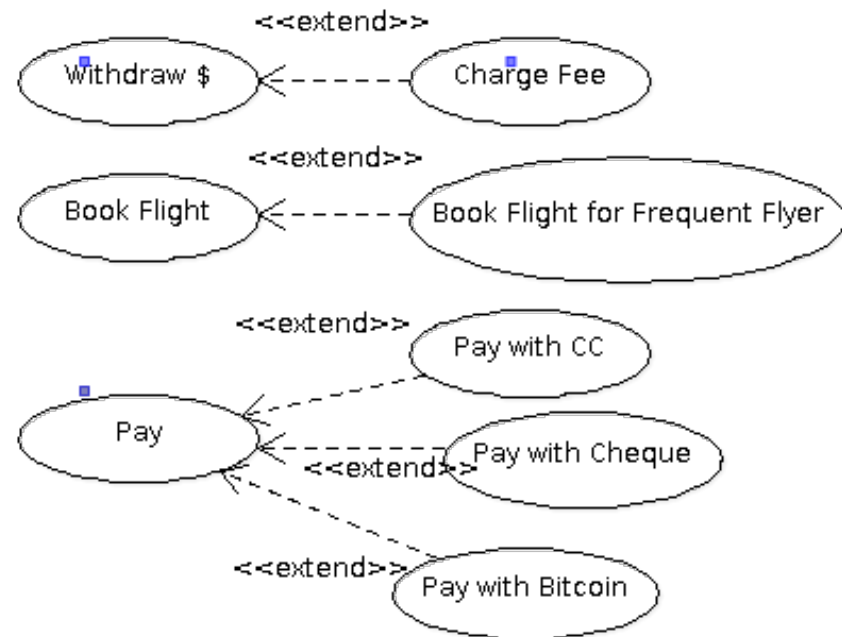 <<extend>>
Withdraw $
Charge Fee
<<extend>>
Book Flight
Book Flight for Frequent Flyer
<<extend>>
Pay with CC
Pay
Pay with Cheque
<<extend>>
<<extend>>
Pay with Bitcoin